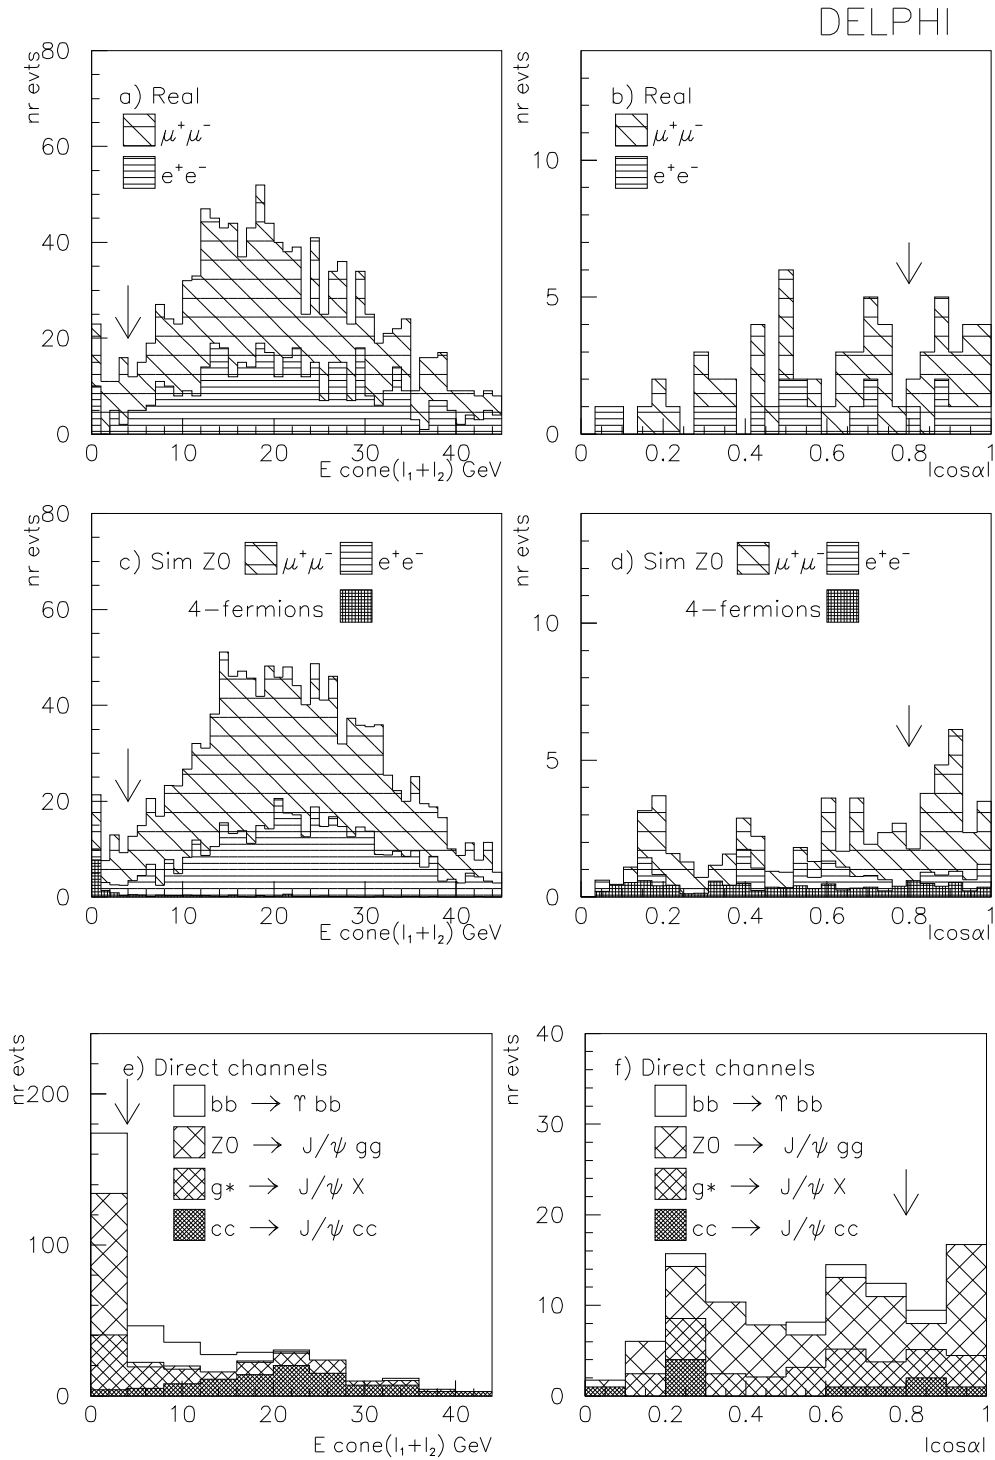 DELPHI
nr evts
80
60
40
20
0
a) Real
μ⁺μ⁻
e⁺e⁻
0 10 20 30 40
E cone(l₁+l₂) GeV
nr evts
10
5
0
b) Real
μ⁺μ⁻
e⁺e⁻
0 0.2 0.4 0.6 0.8 1
|cosα|
nr evts
80
60
40
20
0
c) Sim Z0 μ⁺μ⁻ e⁺e⁻
4-fermions
0 10 20 30 40
E cone(l₁+l₂) GeV
nr evts
10
5
0
d) Sim Z0 μ⁺μ⁻ e⁺e⁻
4-fermions
0 0.2 0.4 0.6 0.8 1
|cosα|
nr evts
200
100
0
e) Direct channels
bb → ϒ bb
Z0 → J/ψ gg
g* → J/ψ X
cc → J/ψ cc
0 10 20 30 40
E cone(l₁+l₂) GeV
nr evts
40
30
20
10
0
f) Direct channels
bb → ϒ bb
Z0 → J/ψ gg
g* → J/ψ X
cc → J/ψ cc
0 0.2 0.4 0.6 0.8 1
|cosα|